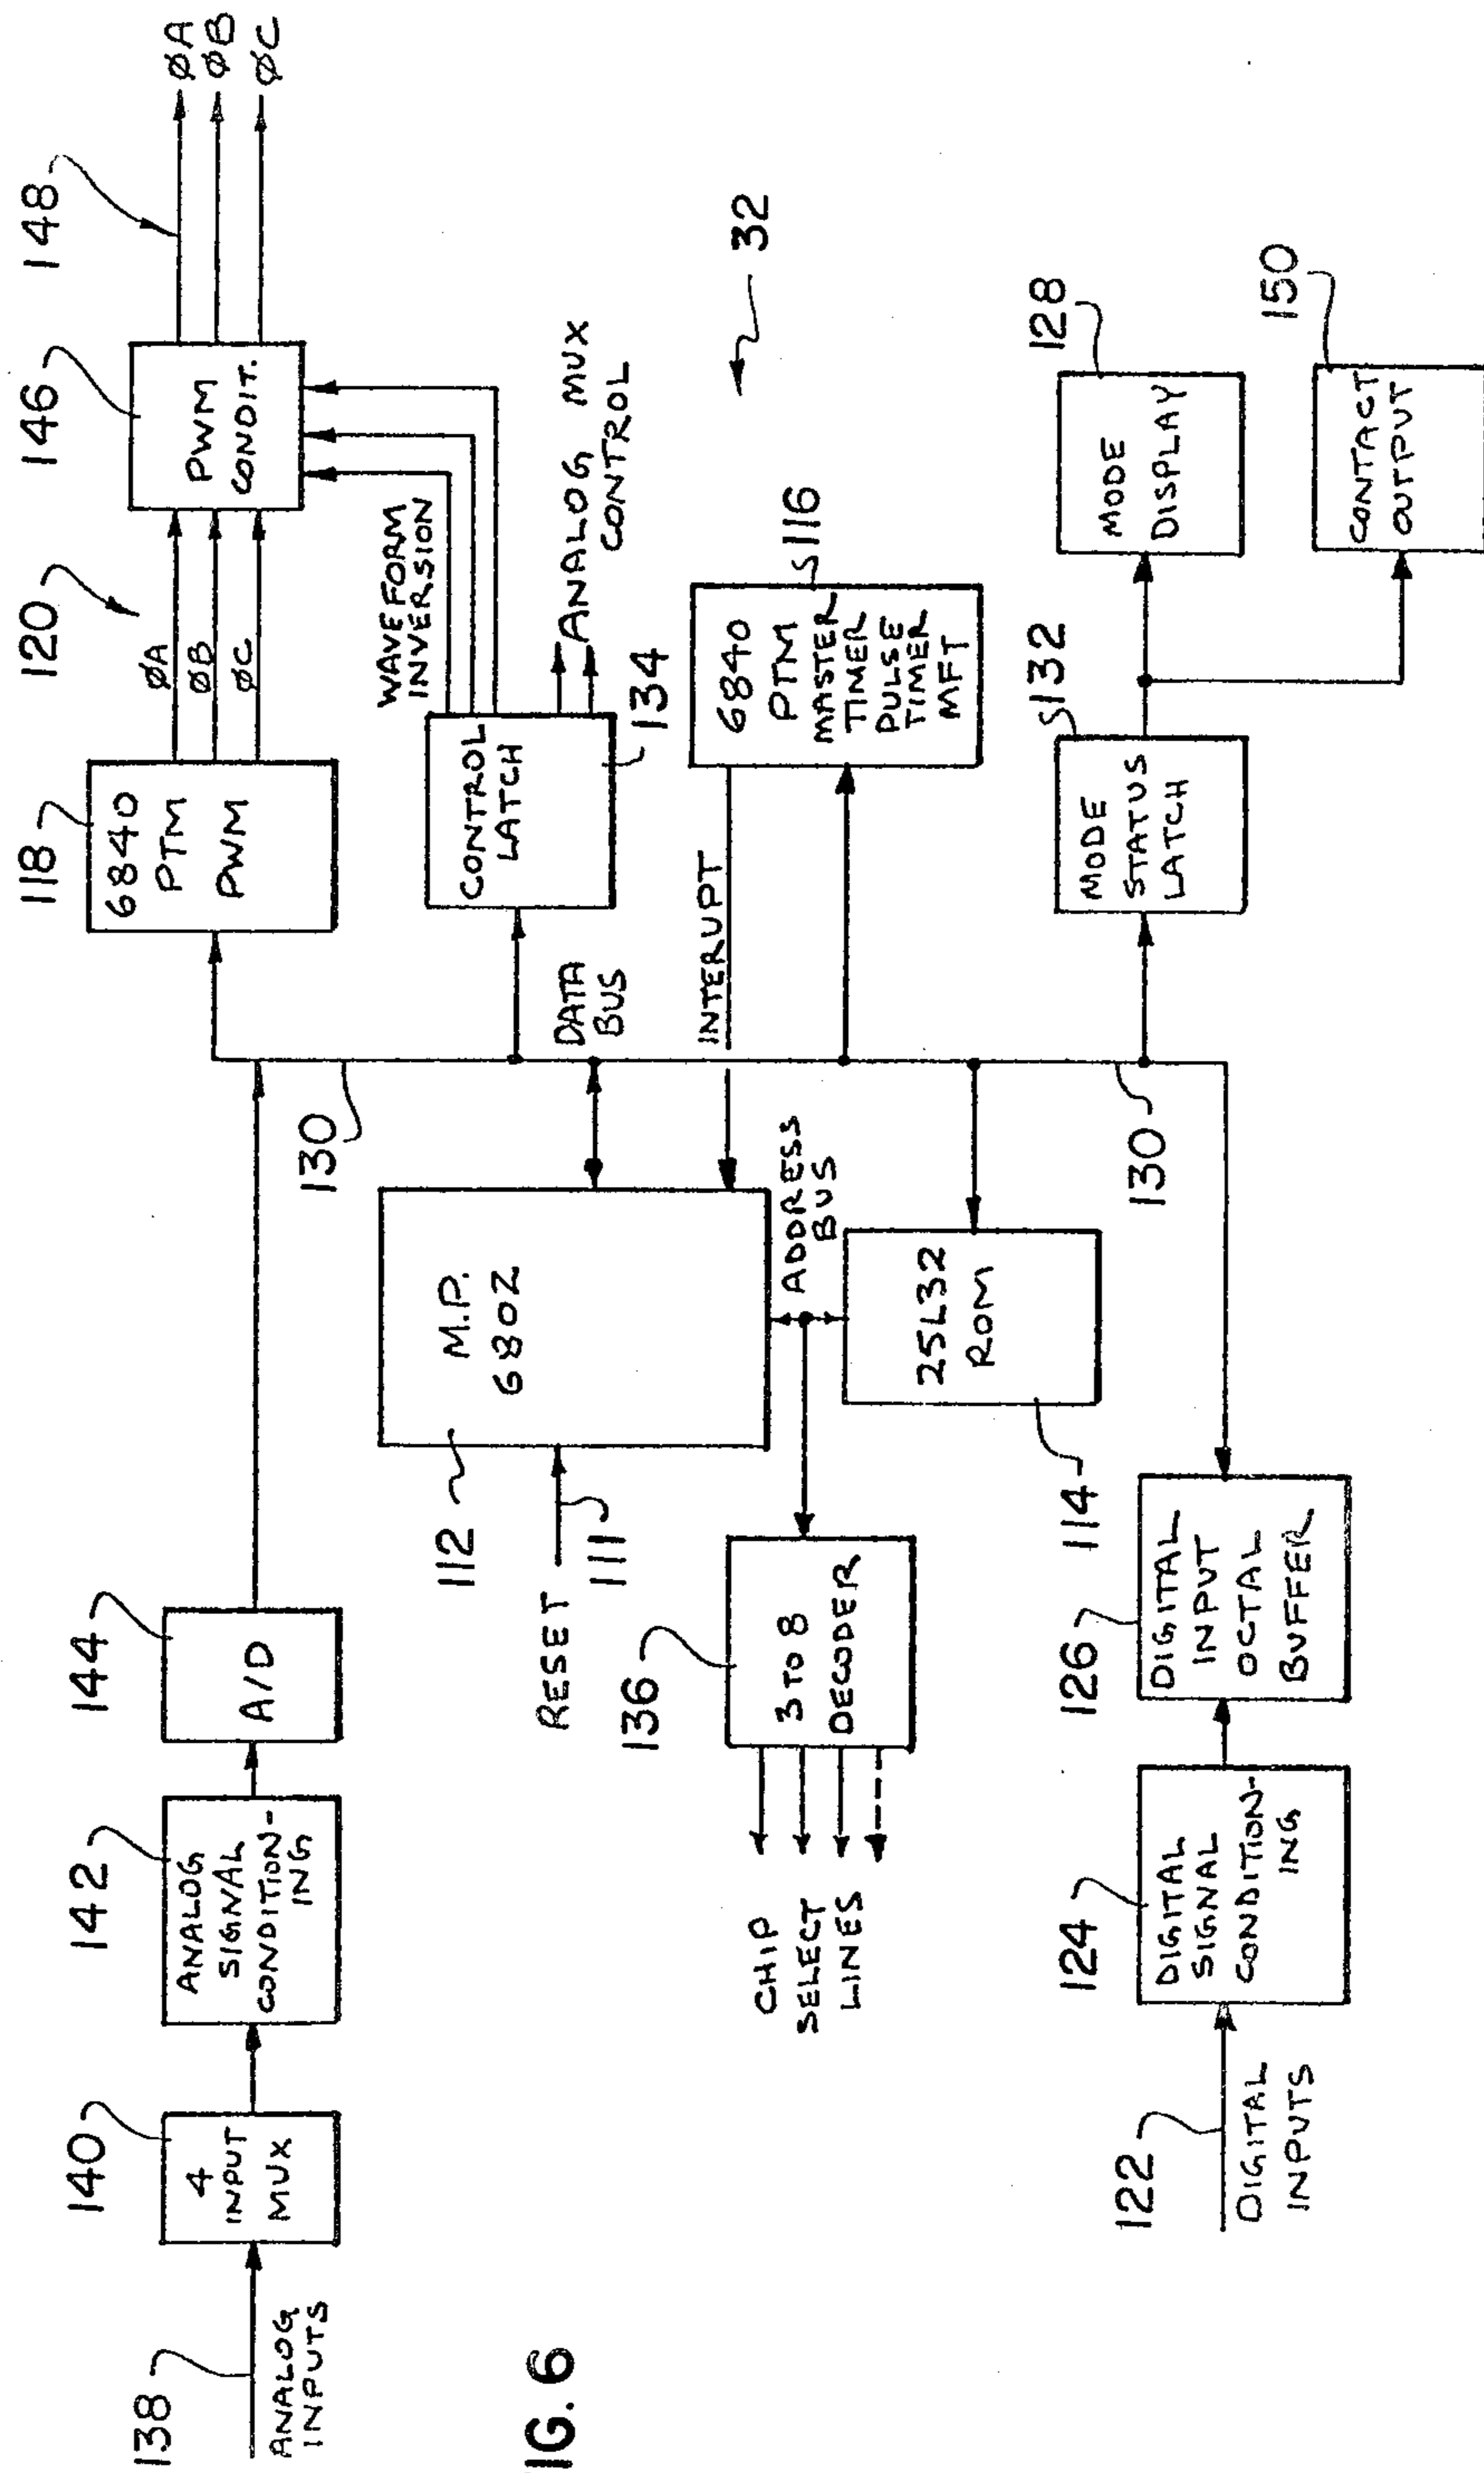 138
ANALOG
INPUTS
140
4
INPUT
MUX
142
ANALOG
SIGNAL
CONDITION-
ING
144
A/D
130
118
6840
PTM
PWM
120
ØA
ØB
ØC
146
PWM
CONDIT.
148
ØA
ØB
ØC
WAVEFORM
INVERSION
CONTROL
LATCH
134
ANALOG MUX
CONTROL
DATA
BUS
112
M.P.
6802
RESET
111
INTERUPT
6840
PTM
MASTER
TIMER
PULSE
TIMER
MFT
116
32
ADDRESS
BUS
136
3 TO 8
DECODER
CHIP
SELECT
LINES
25L32
ROM
114
130
122
DIGITAL
INPUTS
124
DIGITAL
SIGNAL
CONDITION-
ING
126
DIGITAL
INPUT
OCTAL
BUFFER
132
MODE
STATUS
LATCH
128
MODE
DISPLAY
150
CONTACT
OUTPUT
IG. 6